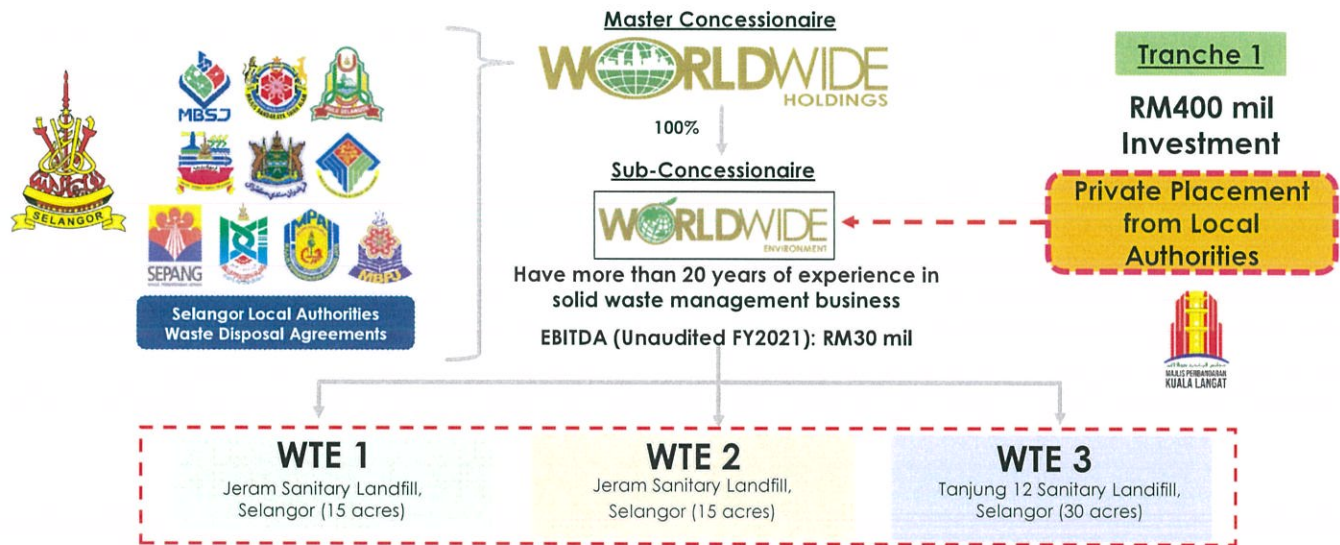 SELANGOR
MBSJ
SEPANG
MPAJ
MBPJ
Selangor Local Authorities
Waste Disposal Agreements
Master Concessionaire
WORLDWIDE
HOLDINGS
100%
Sub-Concessionaire
WORLDWIDE
ENVIRONMENT
Have more than 20 years of experience in
solid waste management business
EBITDA (Unaudited FY2021): RM30 mil
Tranche 1
RM400 mil
Investment
Private Placement
from Local
Authorities
MAJLIS PERBANDARAN
KUALA LANGAT
WTE 1
Jeram Sanitary Landfill,
Selangor (15 acres)
WTE 2
Jeram Sanitary Landfill,
Selangor (15 acres)
WTE 3
Tanjung 12 Sanitary Landifill,
Selangor (30 acres)